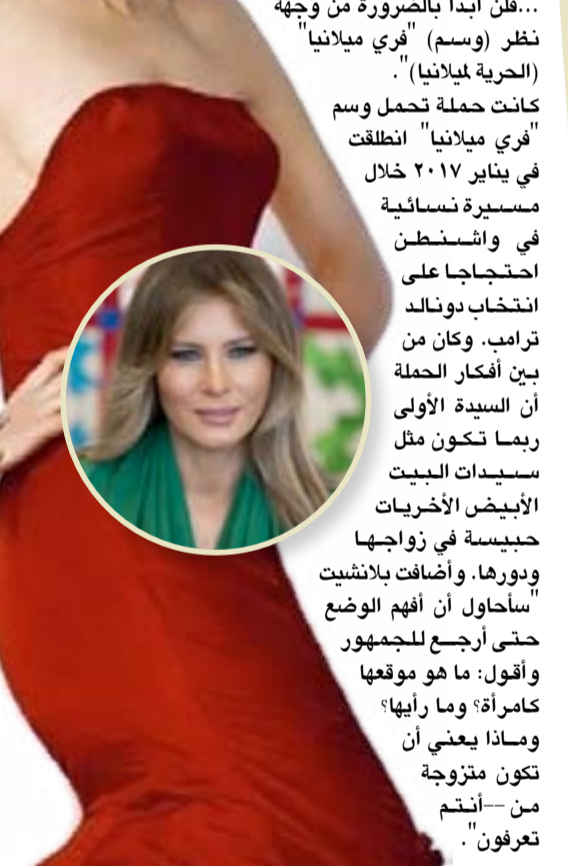 ...فلن أبدأ بالضرورة من وجهة
نظر (وسم) "فري ميلانيا"
(الحرية لميلانيا)".
كانت حملة تحمل وسم
"فري ميلانيا" انطلقت
في يناير ٢٠١٧ خلال
مسيرة نسائية
في واشنطن
احتجاجا على
انتخاب دونالد
ترامب. وكان من
بين أفكار الحملة
أن السيدة الأولى
ربما تكون مثل
سيدات البيت
الأبيض الأخريات
حبيسة في زواجها
ودورها. وأضافت بلانشيت
"سأحاول أن أفهم الوضع
حتى أرجع للجمهور
وأقول: ما هو موقعها
كامرأة؟ وما رأيها؟
وماذا يعني أن
تكون متزوجة
من --أنتم
تعرفون".